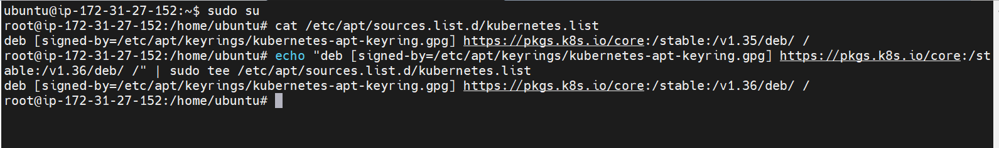 ubuntu@ip-172-31-27-152:~$ sudo su
root@ip-172-31-27-152:/home/ubuntu# cat /etc/apt/sources.list.d/kubernetes.list
deb [signed-by=/etc/apt/keyrings/kubernetes-apt-keyring.gpg] https://pkgs.k8s.io/core:/stable:/v1.35/deb/ /
root@ip-172-31-27-152:/home/ubuntu# echo "deb [signed-by=/etc/apt/keyrings/kubernetes-apt-keyring.gpg] https://pkgs.k8s.io/core:/st
able:/v1.36/deb/ /" | sudo tee /etc/apt/sources.list.d/kubernetes.list
deb [signed-by=/etc/apt/keyrings/kubernetes-apt-keyring.gpg] https://pkgs.k8s.io/core:/stable:/v1.36/deb/ /
root@ip-172-31-27-152:/home/ubuntu#